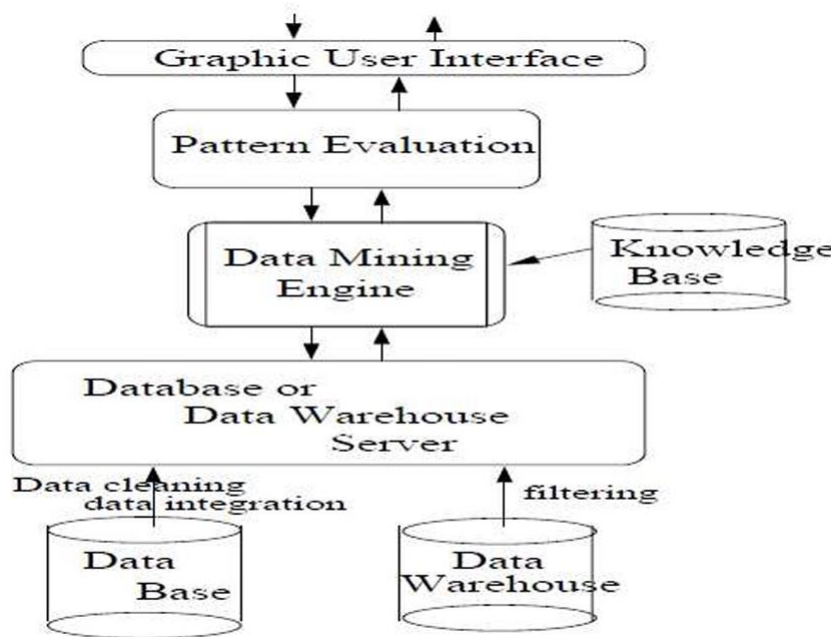 Graphic User Interface
Pattern Evaluation
Data Mining
Engine
Knowledge
Base
Database or
Data Warehouse
Server
Data cleaning
data integration
filtering
Data
Base
Data
Warehouse